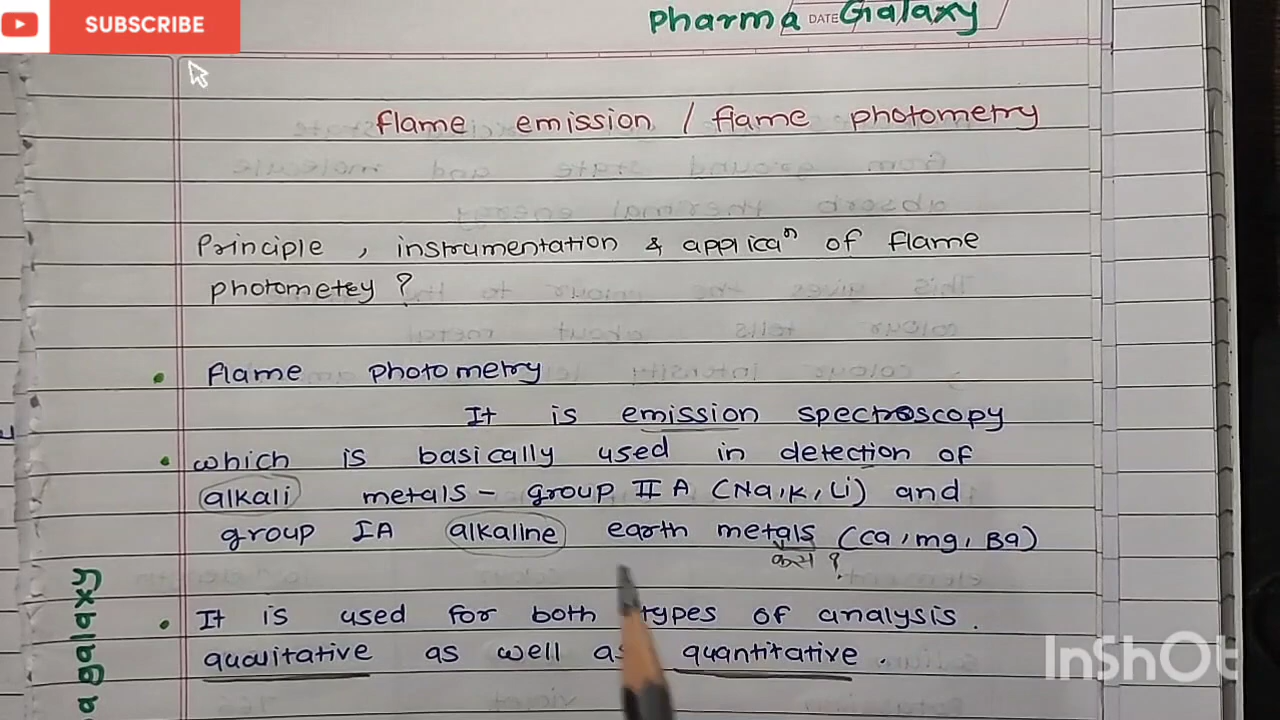 SUBSCRIBE
Pharma Galaxy
DATE
flame emission / flame photometry
Principle , instrumentation & applicaⁿ of flame
photometry ?
flame photometry
It is emission spectroscopy
which is basically used in detection of
alkali metals - group II A (Na, K, Li) and
group IA alkaline earth metals (Ca, mg, Ba)
It is used for both types of analysis.
qualitative as well as quantitative.
a galaxy
InShOt